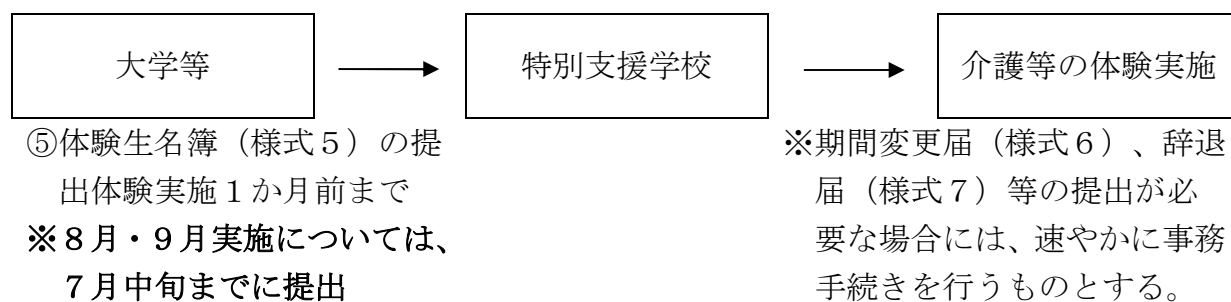 大学等
特別支援学校
介護等の体験実施
⑤体験生名簿（様式５）の提
出体験実施１か月前まで
※８月・９月実施については、
７月中旬までに提出
※期間変更届（様式６）、辞退
届（様式７）等の提出が必
要な場合には、速やかに事務
手続きを行うものとする。